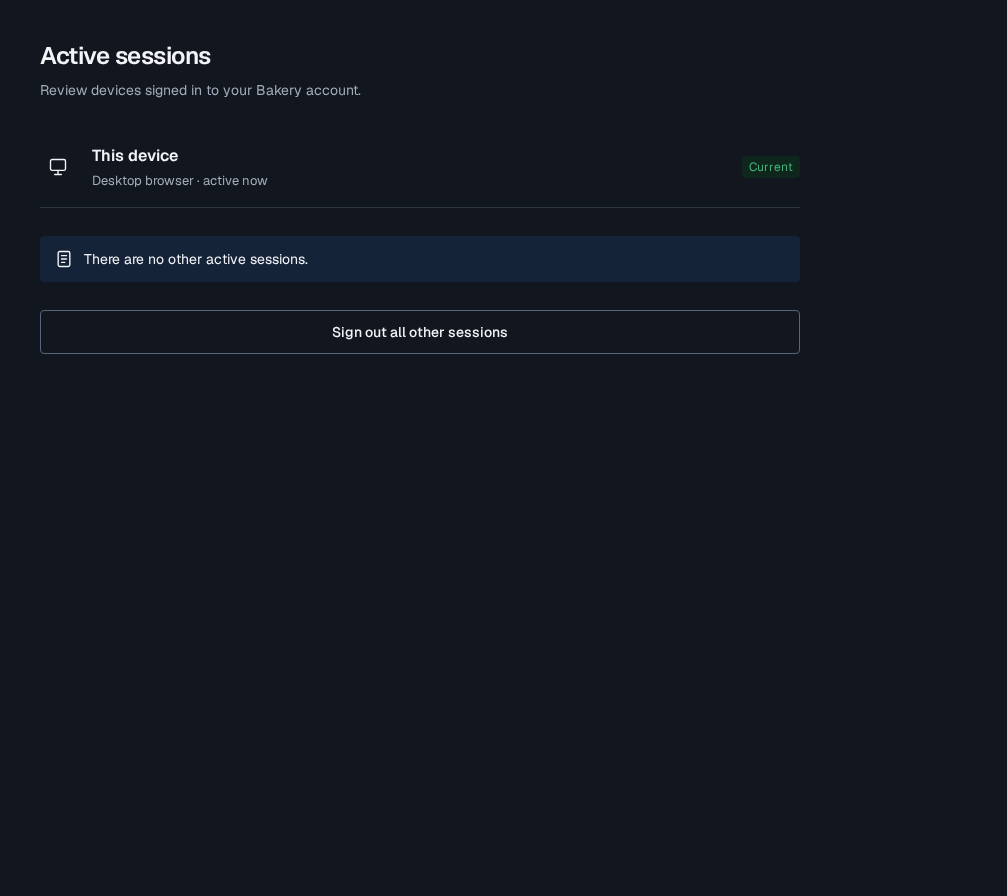 Active sessions
Review devices signed in to your Bakery account.
This device
Desktop browser · active now
Current
There are no other active sessions.
Sign out all other sessions